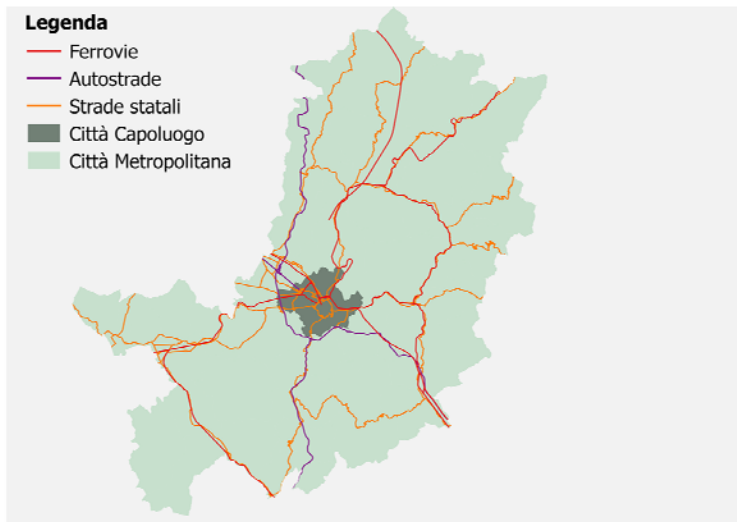 Legenda
Ferrovie
Autostrade
Strade statali
Città Capoluogo
Città Metropolitana